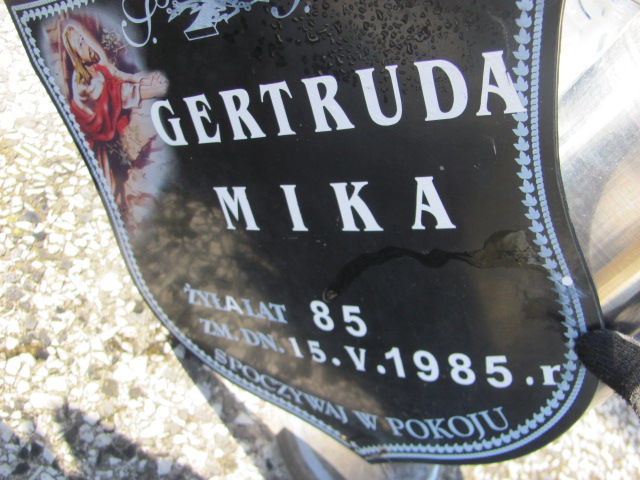 GERTRUDA
MIKA
ŻYŁA LAT 85
ZM. DN. 15.V.1985.r
SPOCZYWAJ W POKOJU